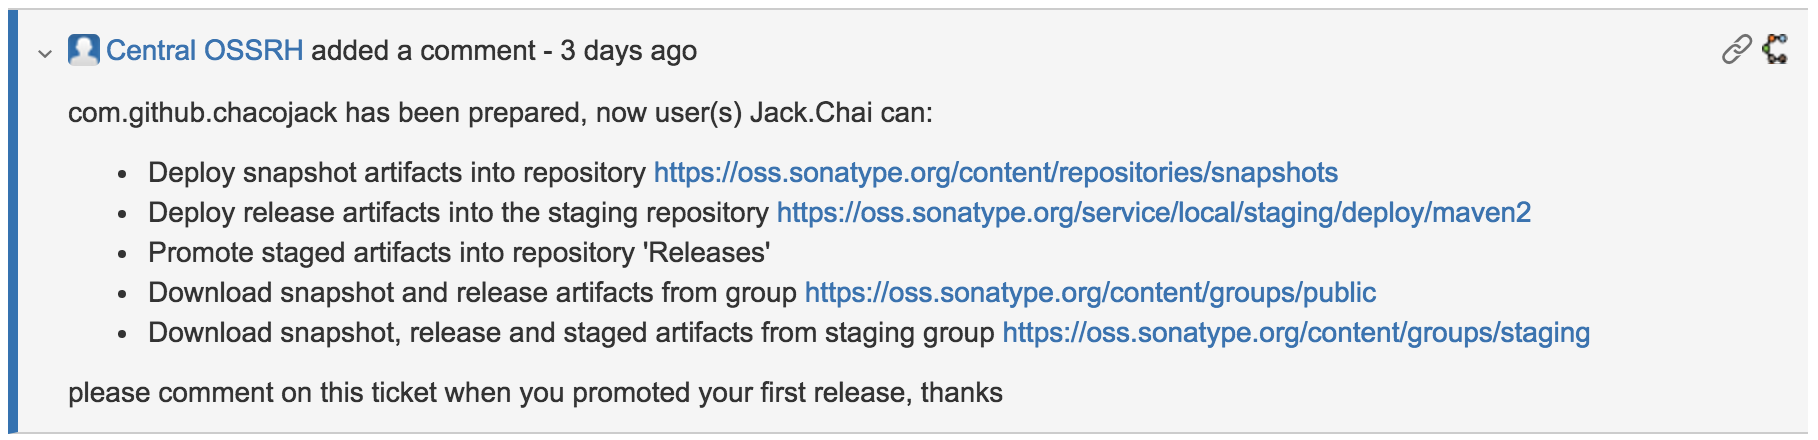 Central OSSRH added a comment - 3 days ago
com.github.chacojack has been prepared, now user(s) Jack.Chai can:
• Deploy snapshot artifacts into repository https://oss.sonatype.org/content/repositories/snapshots
• Deploy release artifacts into the staging repository https://oss.sonatype.org/service/local/staging/deploy/maven2
• Promote staged artifacts into repository 'Releases'
• Download snapshot and release artifacts from group https://oss.sonatype.org/content/groups/public
• Download snapshot, release and staged artifacts from staging group https://oss.sonatype.org/content/groups/staging
please comment on this ticket when you promoted your first release, thanks